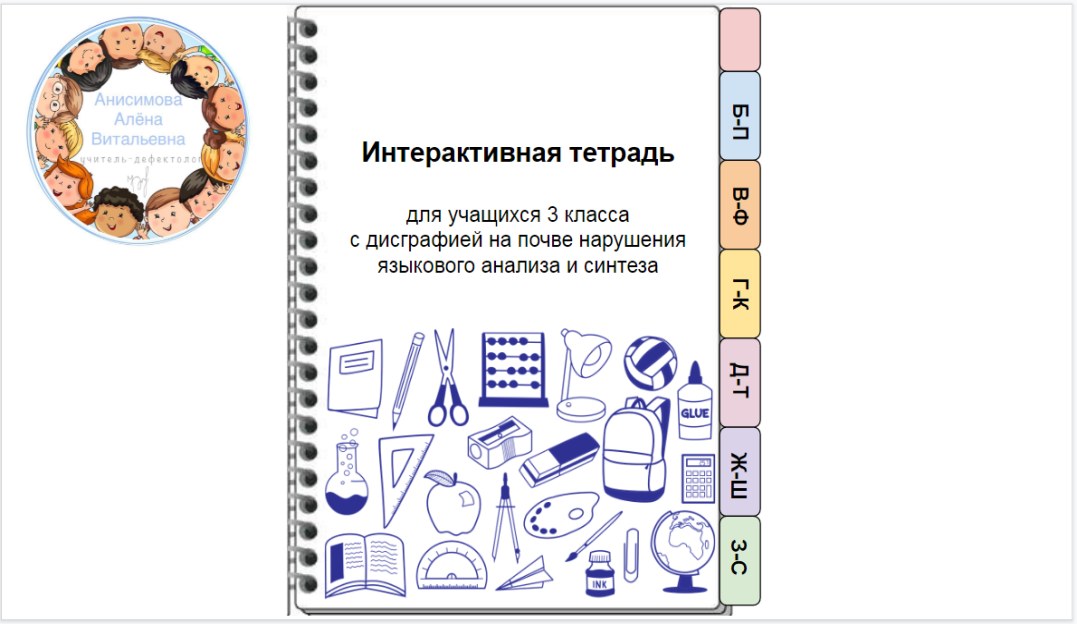 Анисимова
Алёна
Витальевна
учитель-дефектолог
Интерактивная тетрадь
для учащихся 3 класса
с дисграфией на почве нарушения
языкового анализа и синтеза
Б-П
В-Ф
Г-К
Д-Т
Ж-Ш
З-С
GLUE
INK